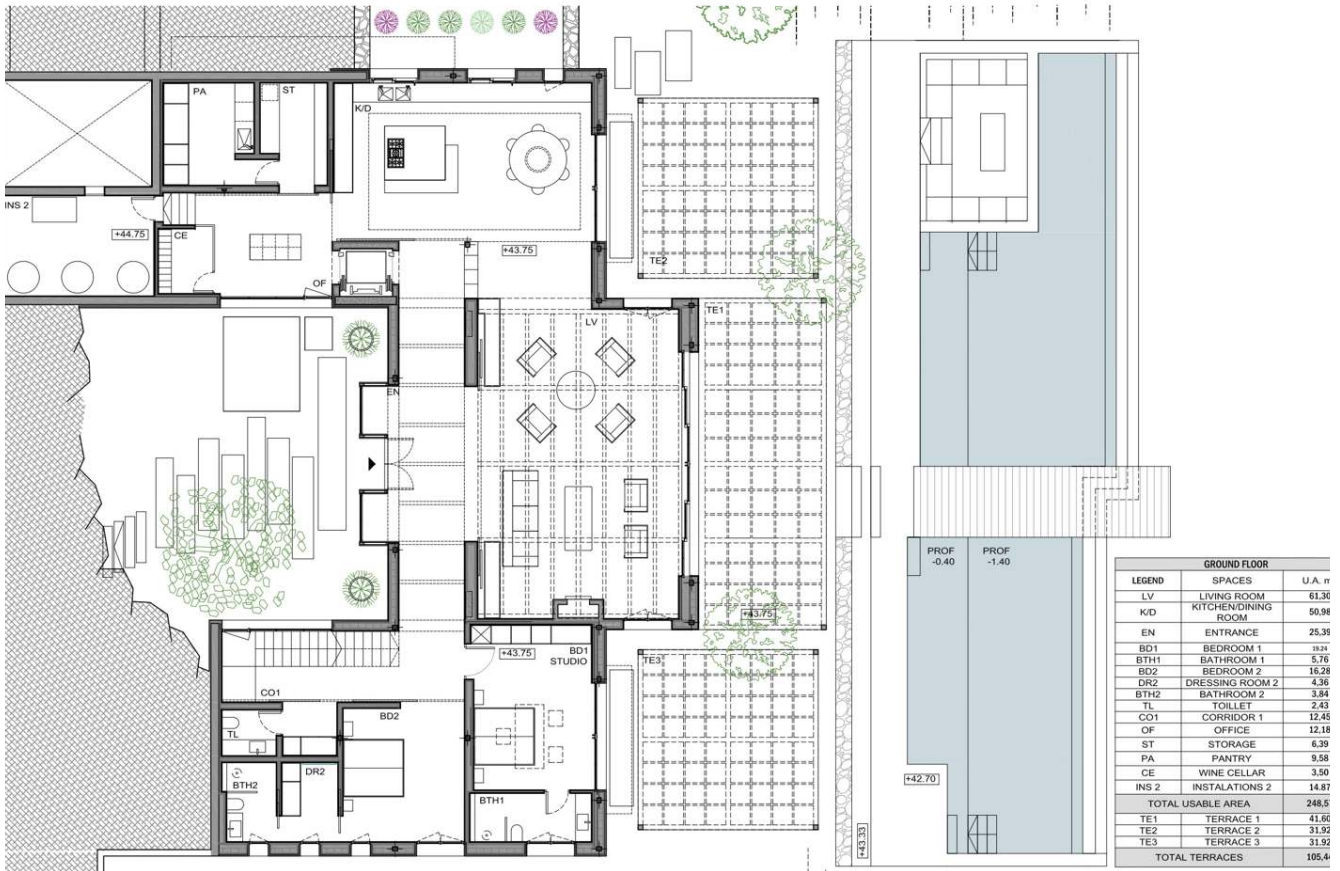 PA
ST
K/D
INS 2
+44.75
CE
+43.75
OF
TE2
LV
TE1
EN
+43.75
+43.75
BD1
STUDIO
TE3
CO1
BD2
TL
DR2
BTH2
BTH1
PROF
-0.40
PROF
-1.40
+42.70
+43.33
GROUND FLOOR
LEGEND SPACES U.A. m
LV LIVING ROOM 61,30
K/D KITCHEN/DINING ROOM 50,98
EN ENTRANCE 25,39
BD1 BEDROOM 1 19,24
BTH1 BATHROOM 1 5,76
BD2 BEDROOM 2 16,28
DR2 DRESSING ROOM 2 4,36
BTH2 BATHROOM 2 3,84
TL TOILLET 2,43
CO1 CORRIDOR 1 12,45
OF OFFICE 12,18
ST STORAGE 6,39
PA PANTRY 9,58
CE WINE CELLAR 3,50
INS 2 INSTALATIONS 2 14,87
TOTAL USABLE AREA 248,5
TE1 TERRACE 1 41,60
TE2 TERRACE 2 31,92
TE3 TERRACE 3 31,92
TOTAL TERRACES 105,44